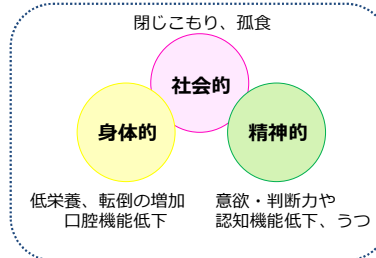 閉じこもり、孤食
社会的
身体的
精神的
低栄養、転倒の増加
口腔機能低下
意欲・判断力や
認知機能低下、うつ